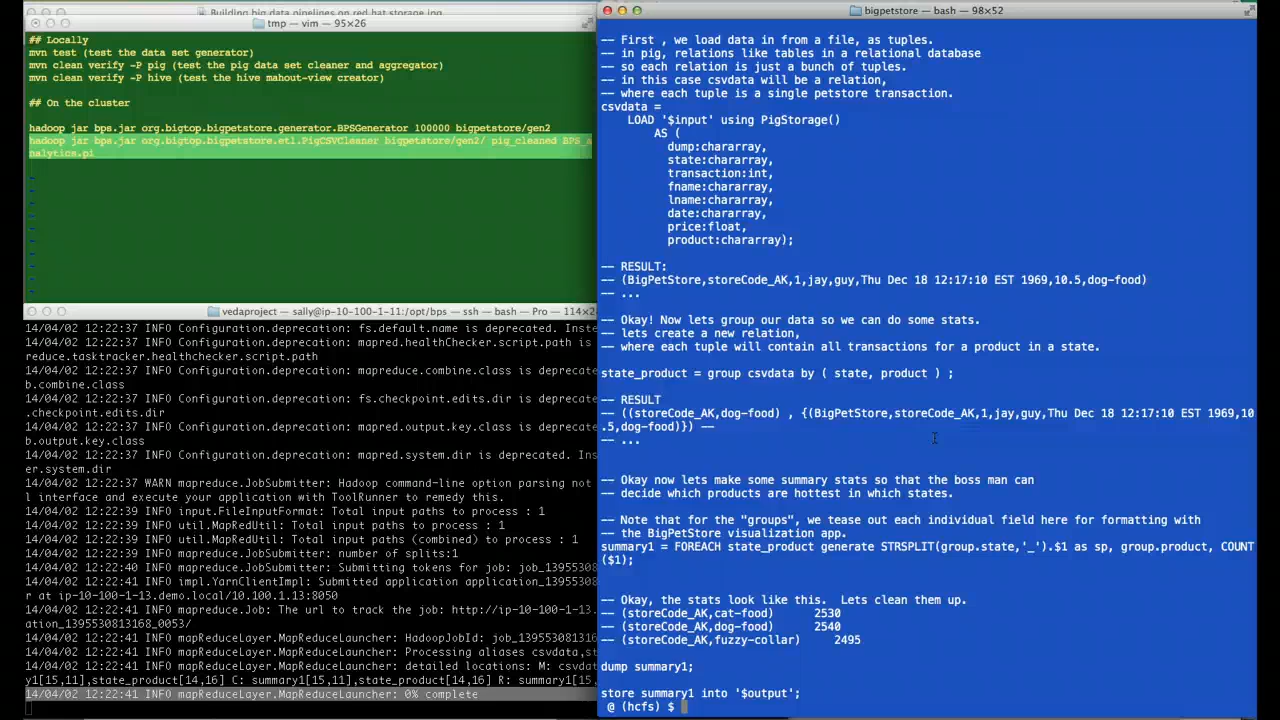 Building big data pipelines on red hat storage.jpg
tmp — vim — 95×26
## Locally
mvn test (test the data set generator)
mvn clean verify -P pig (test the pig data set cleaner and aggregator)
mvn clean verify -P hive (test the hive mahout-view creator)
## On the cluster
hadoop jar bps.jar org.bigtop.bigpetstore.generator.BPSGenerator 100000 bigpetstore/gen2
hadoop jar bps.jar org.bigtop.bigpetstore.etl.PigCSVCleaner bigpetstore/gen2/ pig_cleaned BPS_a
nalytics.pi
~
~
~
~
~
~
~
~
~
~
vedaproject — sally@ip-10-100-1-11:/opt/bps — ssh — bash — Pro — 114×2
14/04/02 12:22:37 INFO Configuration.deprecation: fs.default.name is deprecated. Inste
14/04/02 12:22:37 INFO Configuration.deprecation: mapred.healthChecker.script.path is
reduce.tasktracker.healthchecker.script.path
14/04/02 12:22:37 INFO Configuration.deprecation: mapreduce.combine.class is deprecate
b.combine.class
14/04/02 12:22:37 INFO Configuration.deprecation: fs.checkpoint.edits.dir is deprecate
.checkpoint.edits.dir
14/04/02 12:22:37 INFO Configuration.deprecation: mapred.output.key.class is deprecate
b.output.key.class
14/04/02 12:22:37 INFO Configuration.deprecation: mapred.system.dir is deprecated. Ins
er.system.dir
14/04/02 12:22:37 WARN mapreduce.JobSubmitter: Hadoop command-line option parsing not
l interface and execute your application with ToolRunner to remedy this.
14/04/02 12:22:39 INFO input.FileInputFormat: Total input paths to process : 1
14/04/02 12:22:39 INFO util.MapRedUtil: Total input paths to process : 1
14/04/02 12:22:39 INFO util.MapRedUtil: Total input paths (combined) to process : 1
14/04/02 12:22:39 INFO mapreduce.JobSubmitter: number of splits:1
14/04/02 12:22:40 INFO mapreduce.JobSubmitter: Submitting tokens for job: job_13955308
14/04/02 12:22:41 INFO impl.YarnClientImpl: Submitted application application_13955308
r at ip-10-100-1-13.demo.local/10.100.1.13:8050
14/04/02 12:22:41 INFO mapreduce.Job: The url to track the job: http://ip-10-100-1-13.
ation_1395530813168_0053/
14/04/02 12:22:41 INFO mapReduceLayer.MapReduceLauncher: HadoopJobId: job_139553081316
14/04/02 12:22:41 INFO mapReduceLayer.MapReduceLauncher: Processing aliases csvdata,st
14/04/02 12:22:41 INFO mapReduceLayer.MapReduceLauncher: detailed locations: M: csvdat
y1[15,11],state_product[14,16] C: summary1[15,11],state_product[14,16] R: summary1[15,
14/04/02 12:22:41 INFO mapReduceLayer.MapReduceLauncher: 0% complete
bigpetstore — bash — 98×52
-- First , we load data in from a file, as tuples.
-- in pig, relations like tables in a relational database
-- so each relation is just a bunch of tuples.
-- in this case csvdata will be a relation,
-- where each tuple is a single petstore transaction.
csvdata =
LOAD '$input' using PigStorage()
AS (
dump:chararray,
state:chararray,
transaction:int,
fname:chararray,
lname:chararray,
date:chararray,
price:float,
product:chararray);
-- RESULT:
-- (BigPetStore,storeCode_AK,1,jay,guy,Thu Dec 18 12:17:10 EST 1969,10.5,dog-food)
-- ...
-- Okay! Now lets group our data so we can do some stats.
-- lets create a new relation,
-- where each tuple will contain all transactions for a product in a state.
state_product = group csvdata by ( state, product ) ;
-- RESULT
-- ((storeCode_AK,dog-food) , {(BigPetStore,storeCode_AK,1,jay,guy,Thu Dec 18 12:17:10 EST 1969,10
.5,dog-food)}) --
-- ...
-- Okay now lets make some summary stats so that the boss man can
-- decide which products are hottest in which states.
-- Note that for the "groups", we tease out each individual field here for formatting with
-- the BigPetStore visualization app.
summary1 = FOREACH state_product generate STRSPLIT(group.state,'_').$1 as sp, group.product, COUNT
($1);
-- Okay, the stats look like this. Lets clean them up.
-- (storeCode_AK,cat-food) 2530
-- (storeCode_AK,dog-food) 2540
-- (storeCode_AK,fuzzy-collar) 2495
dump summary1;
store summary1 into '$output';
@ (hcfs) $